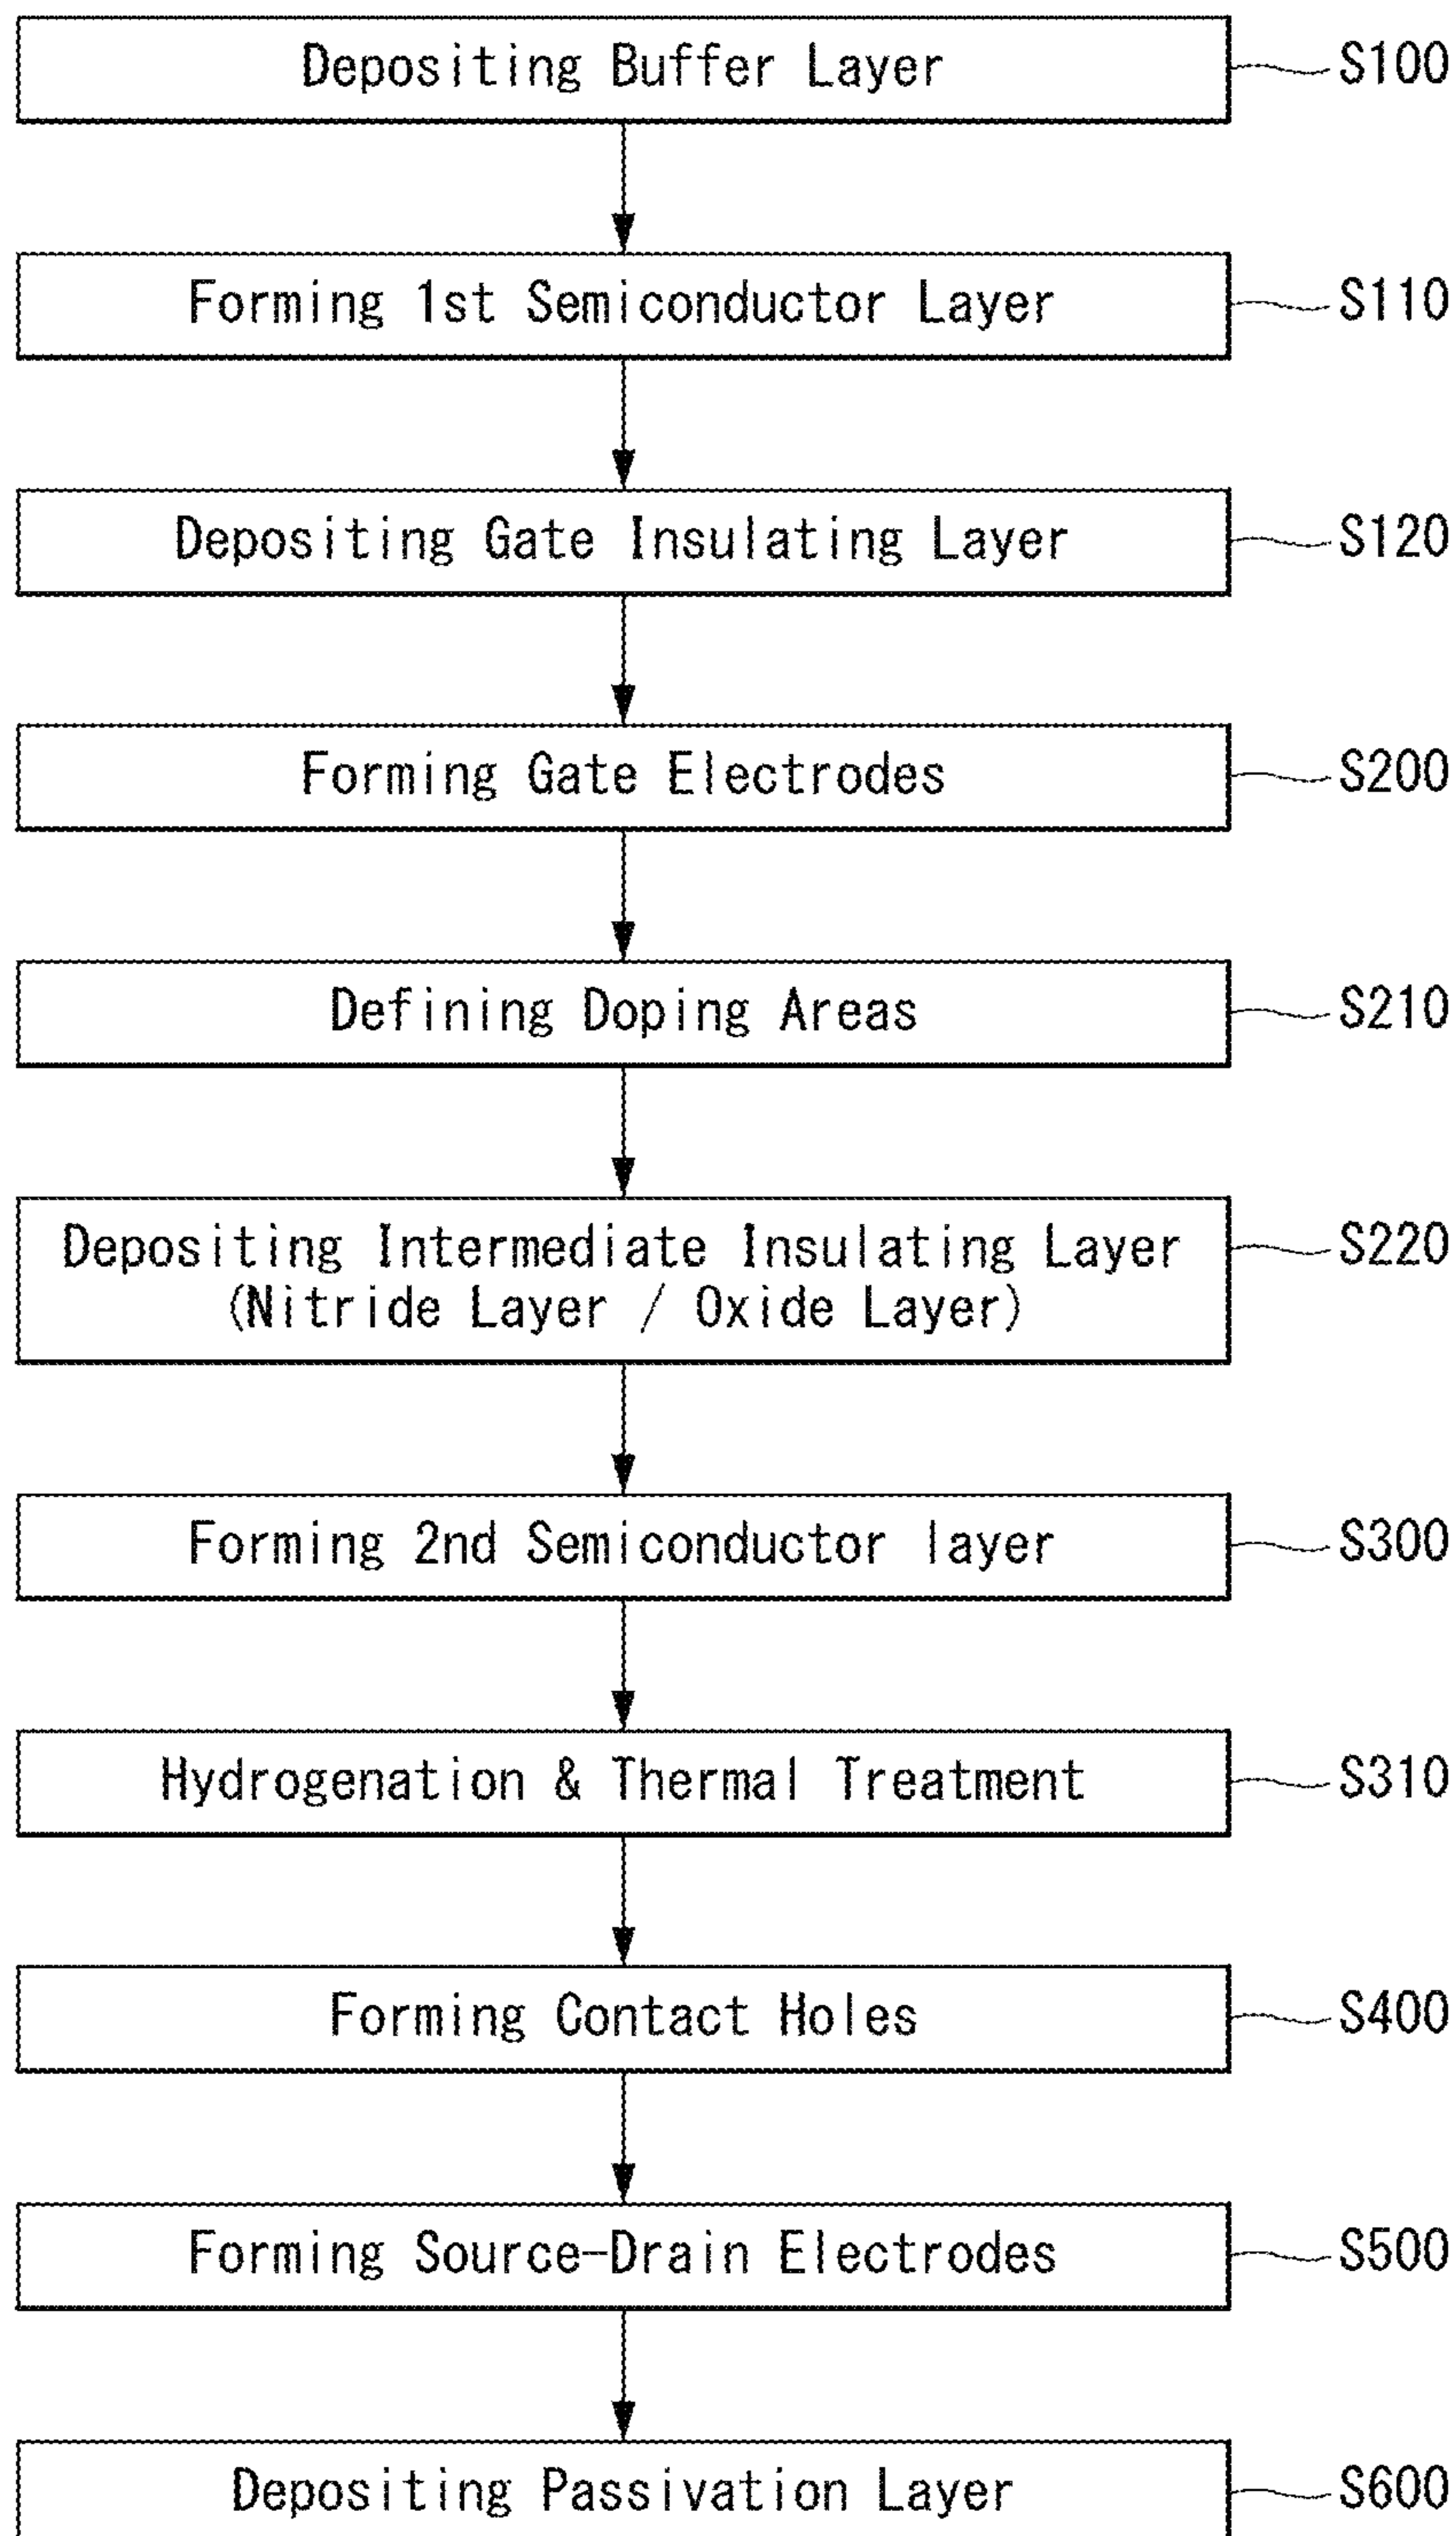 Depositing Buffer Layer S100
Forming 1st Semiconductor Layer S110
Depositing Gate Insulating Layer S120
Forming Gate Electrodes S200
Defining Doping Areas S210
Depositing Intermediate Insulating Layer S220
(Nitride Layer / Oxide Layer)
Forming 2nd Semiconductor layer S300
Hydrogenation & Thermal Treatment S310
Forming Contact Holes S400
Forming Source-Drain Electrodes S500
Depositing Passivation Layer S600